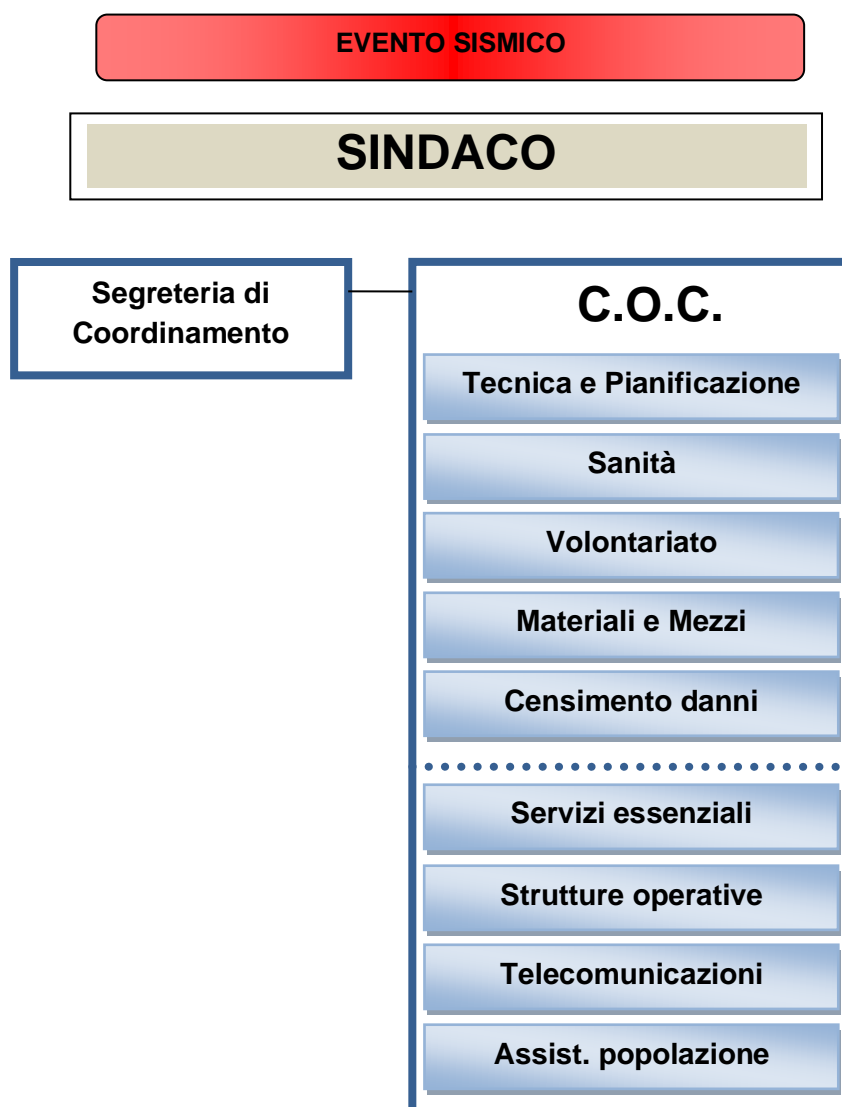 EVENTO SISMICO
SINDACO
Segreteria di
Coordinamento
C.O.C.
Tecnica e Pianificazione
Sanità
Volontariato
Materiali e Mezzi
Censimento danni
Servizi essenziali
Strutture operative
Telecomunicazioni
Assist. popolazione